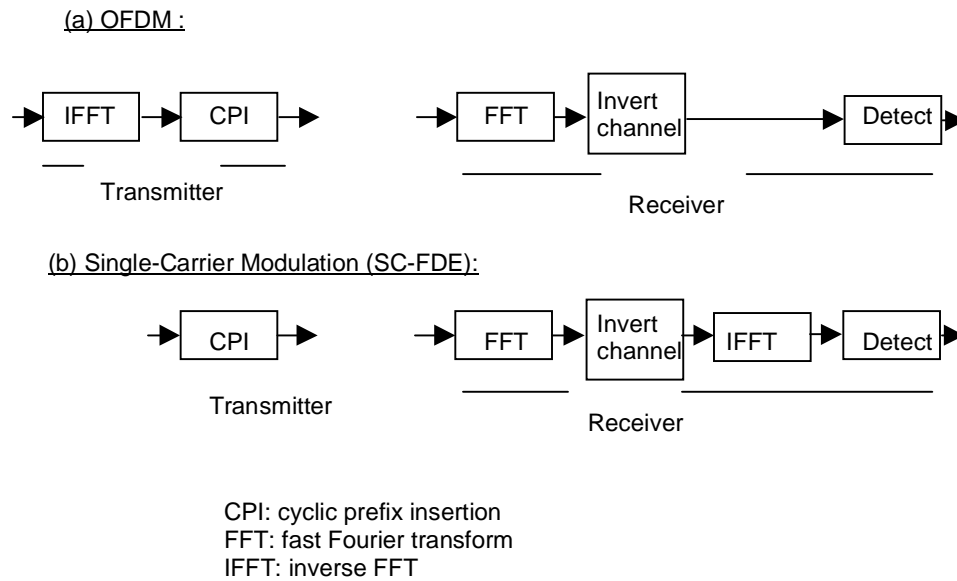 (a) OFDM :
IFFT
CPI
FFT
Invert
channel
Detect
Transmitter
Receiver
(b) Single-Carrier Modulation (SC-FDE):
CPI
FFT
Invert
channel
IFFT
Detect
Transmitter
Receiver
CPI: cyclic prefix insertion
FFT: fast Fourier transform
IFFT: inverse FFT